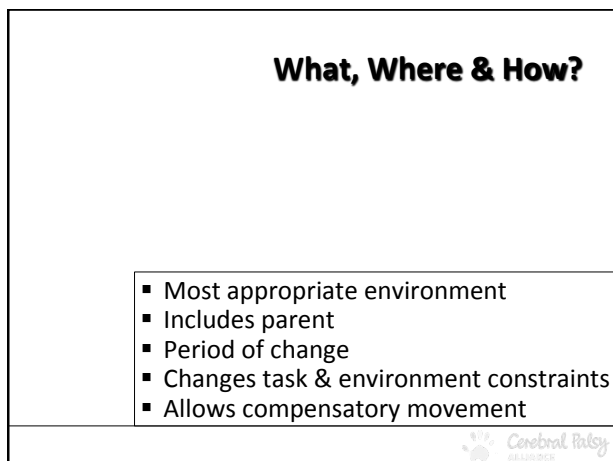 What, Where & How?
▪ Most appropriate environment
▪ Includes parent
▪ Period of change
▪ Changes task & environment constraints
▪ Allows compensatory movement
Cerebral Palsy
ALLIANCE